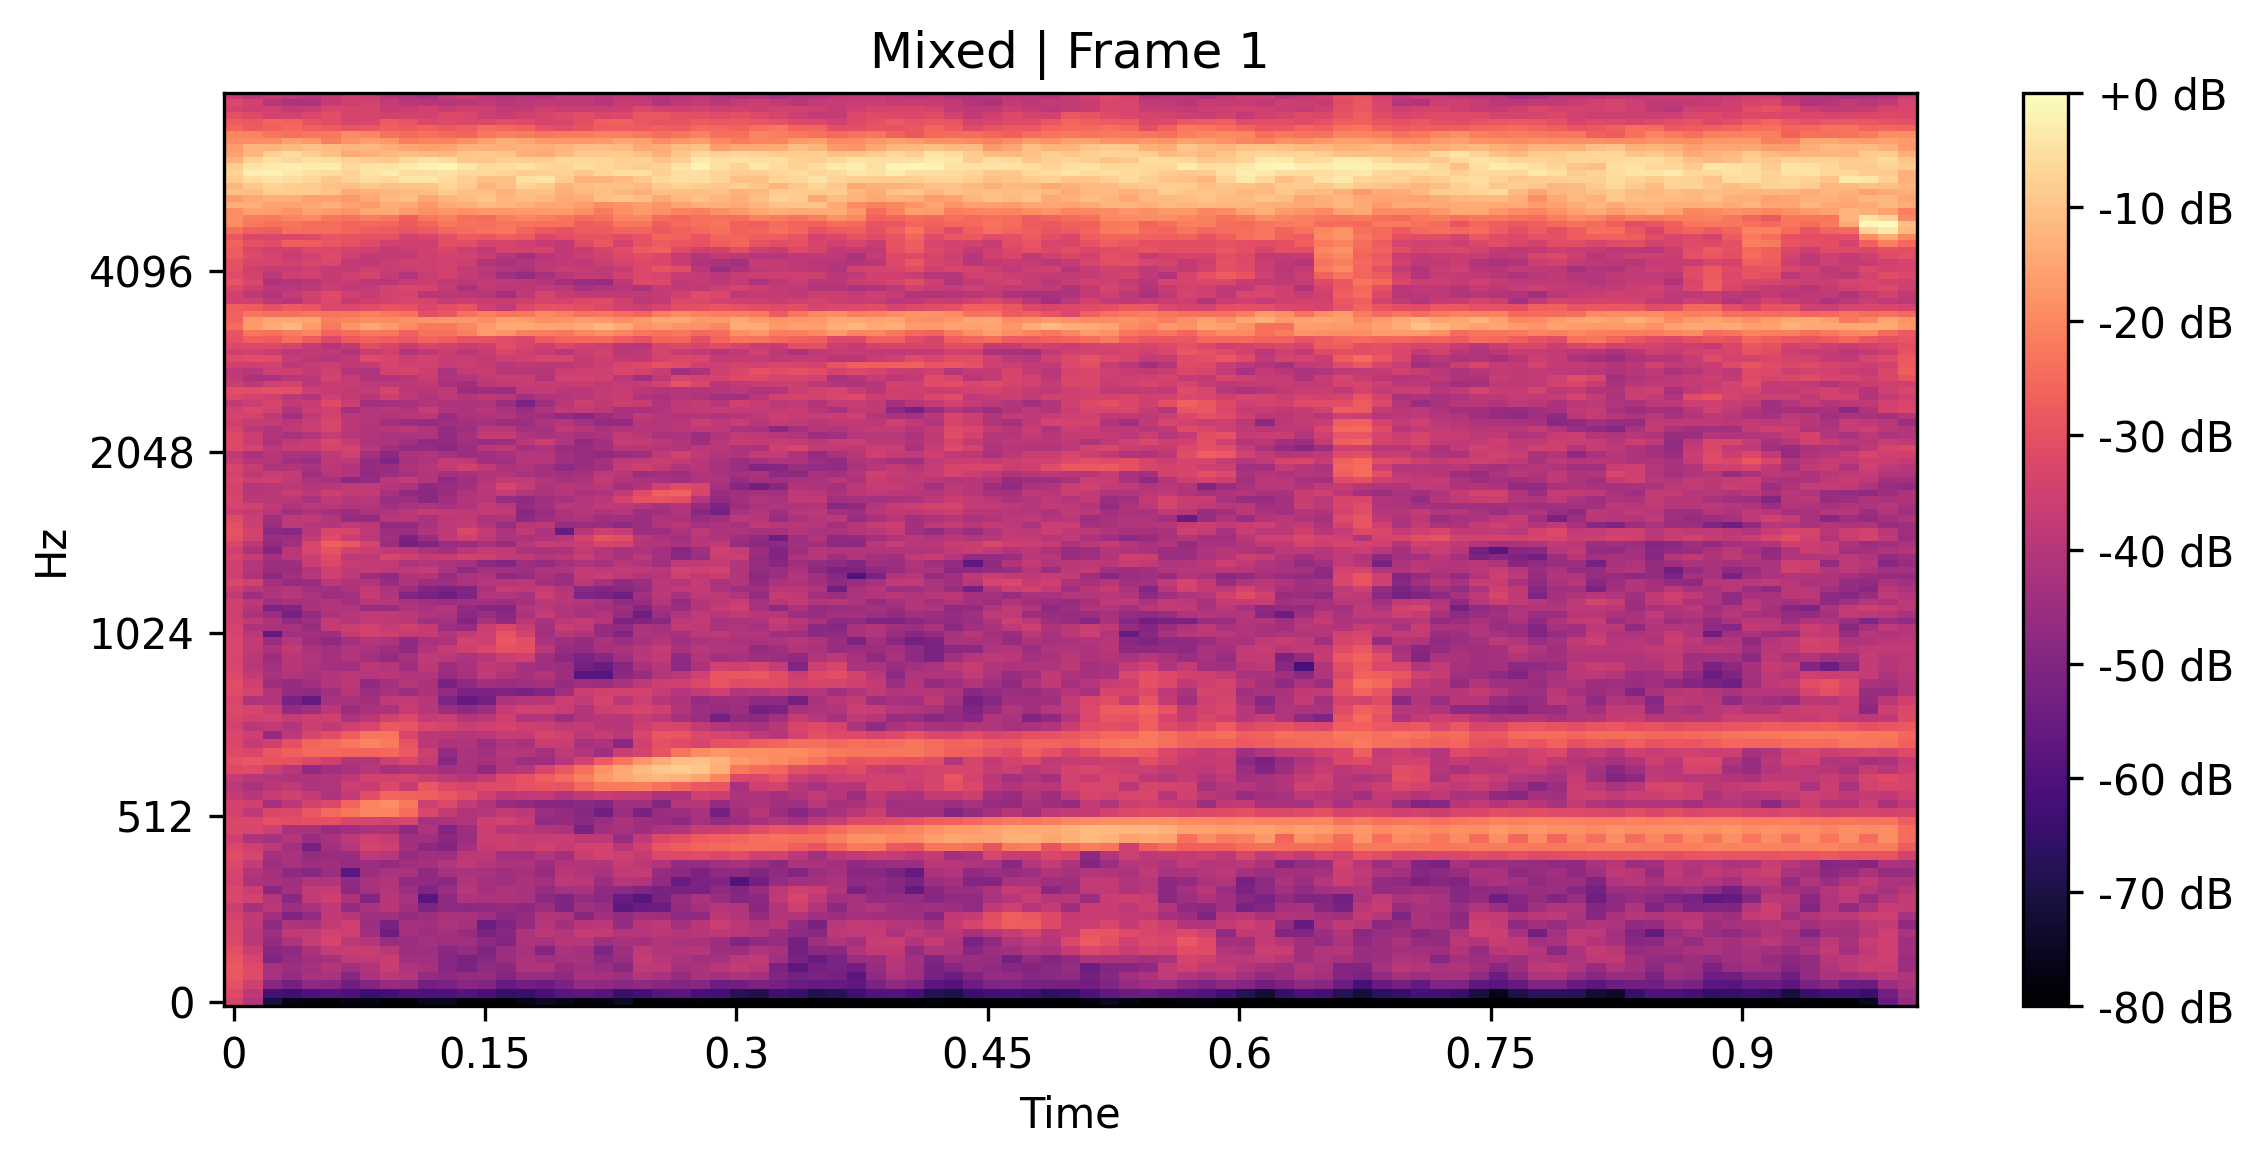 Mixed | Frame 1
Hz
4096
2048
1024
512
0
0 0.15 0.3 0.45 0.6 0.75 0.9
Time
+0 dB
-10 dB
-20 dB
-30 dB
-40 dB
-50 dB
-60 dB
-70 dB
-80 dB